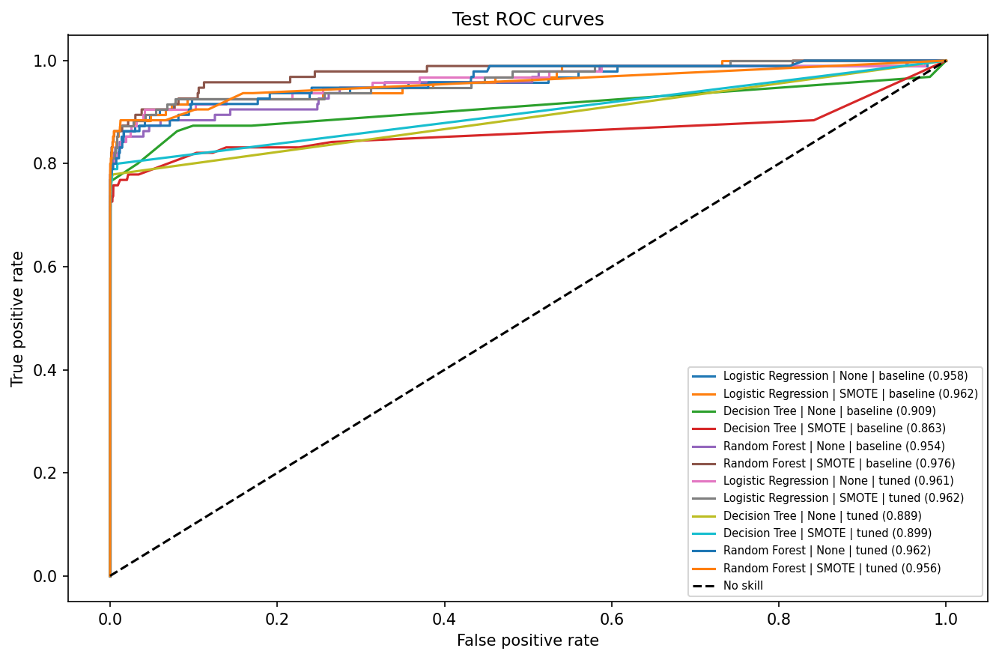 Test ROC curves
True positive rate
1.0
0.8
0.6
0.4
0.2
0.0
Logistic Regression | None | baseline (0.958)
Logistic Regression | SMOTE | baseline (0.962)
Decision Tree | None | baseline (0.909)
Decision Tree | SMOTE | baseline (0.863)
Random Forest | None | baseline (0.954)
Random Forest | SMOTE | baseline (0.976)
Logistic Regression | None | tuned (0.961)
Logistic Regression | SMOTE | tuned (0.962)
Decision Tree | None | tuned (0.889)
Decision Tree | SMOTE | tuned (0.899)
Random Forest | None | tuned (0.962)
Random Forest | SMOTE | tuned (0.956)
No skill
0.0 0.2 0.4 0.6 0.8 1.0
False positive rate